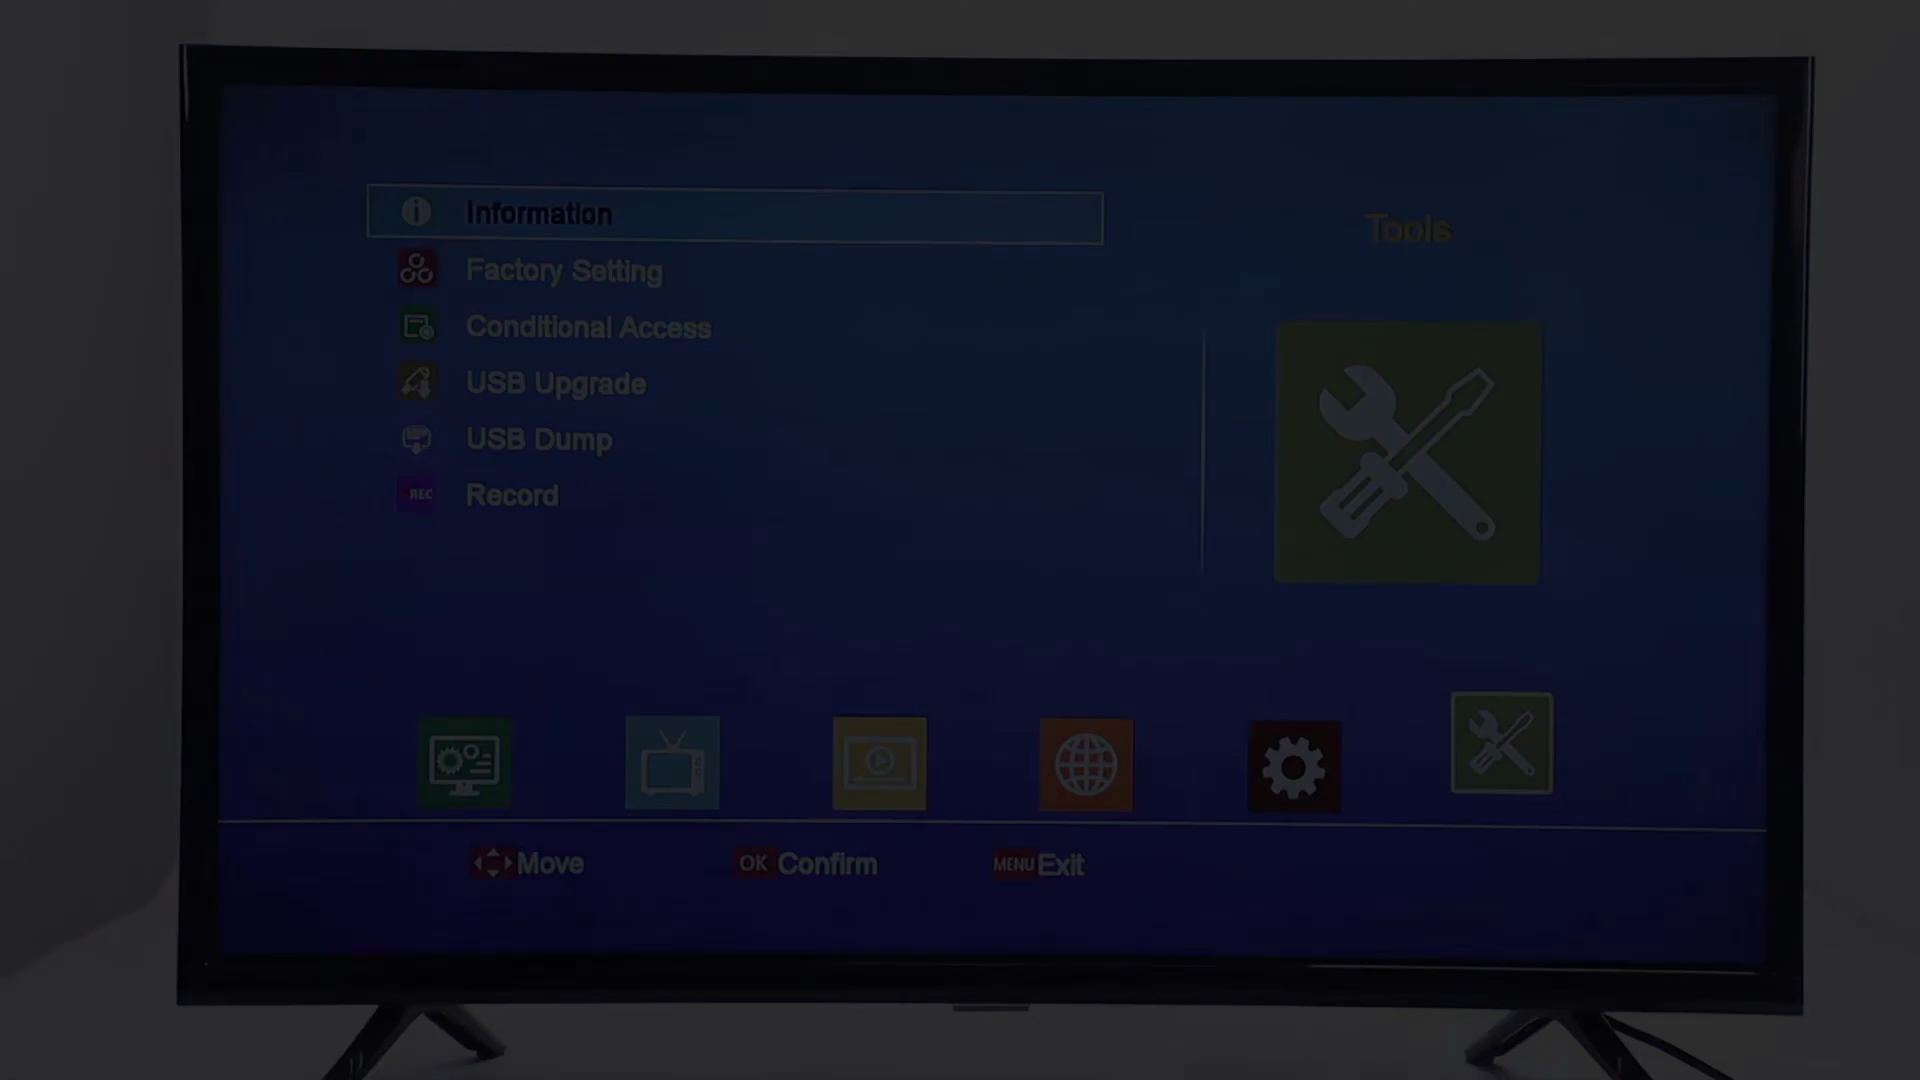 Information
Tools
Factory Setting
Conditional Access
USB Upgrade
USB Dump
REC Record
Move OK Confirm MENU Exit